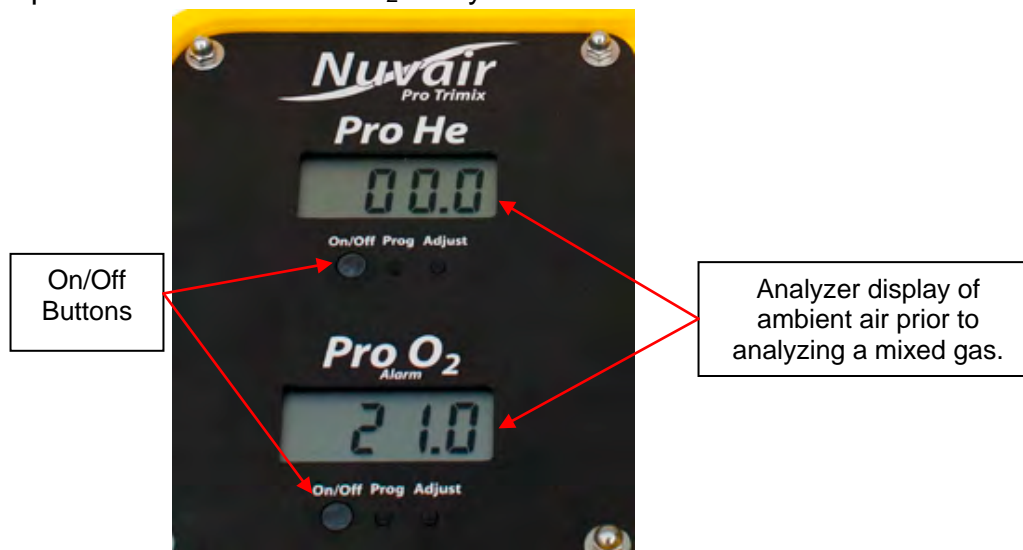 Nuvair
Pro Trimix
Pro He
00.0
On/Off Prog Adjust
On/Off
Buttons
Analyzer display of
ambient air prior to
analyzing a mixed gas.
Pro O₂
Alarm
21.0
On/Off Prog Adjust